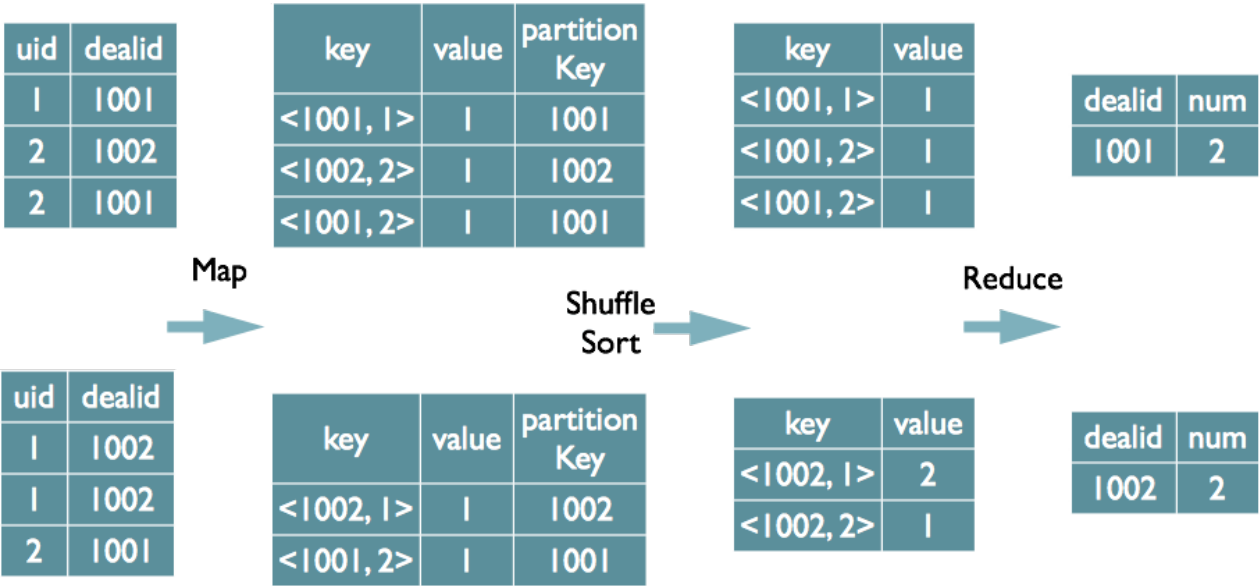 uid dealid
1 1001
2 1002
2 1001
key value partition Key
<1001, 1> 1 1001
<1002, 2> 1 1002
<1001, 2> 1 1001
key value
<1001, 1> 1
<1001, 2> 1
<1001, 2> 1
dealid num
1001 2
Map
Shuffle
Sort
Reduce
uid dealid
1 1002
1 1002
2 1001
key value partition Key
<1002, 1> 1 1002
<1001, 2> 1 1001
key value
<1002, 1> 2
<1002, 2> 1
dealid num
1002 2